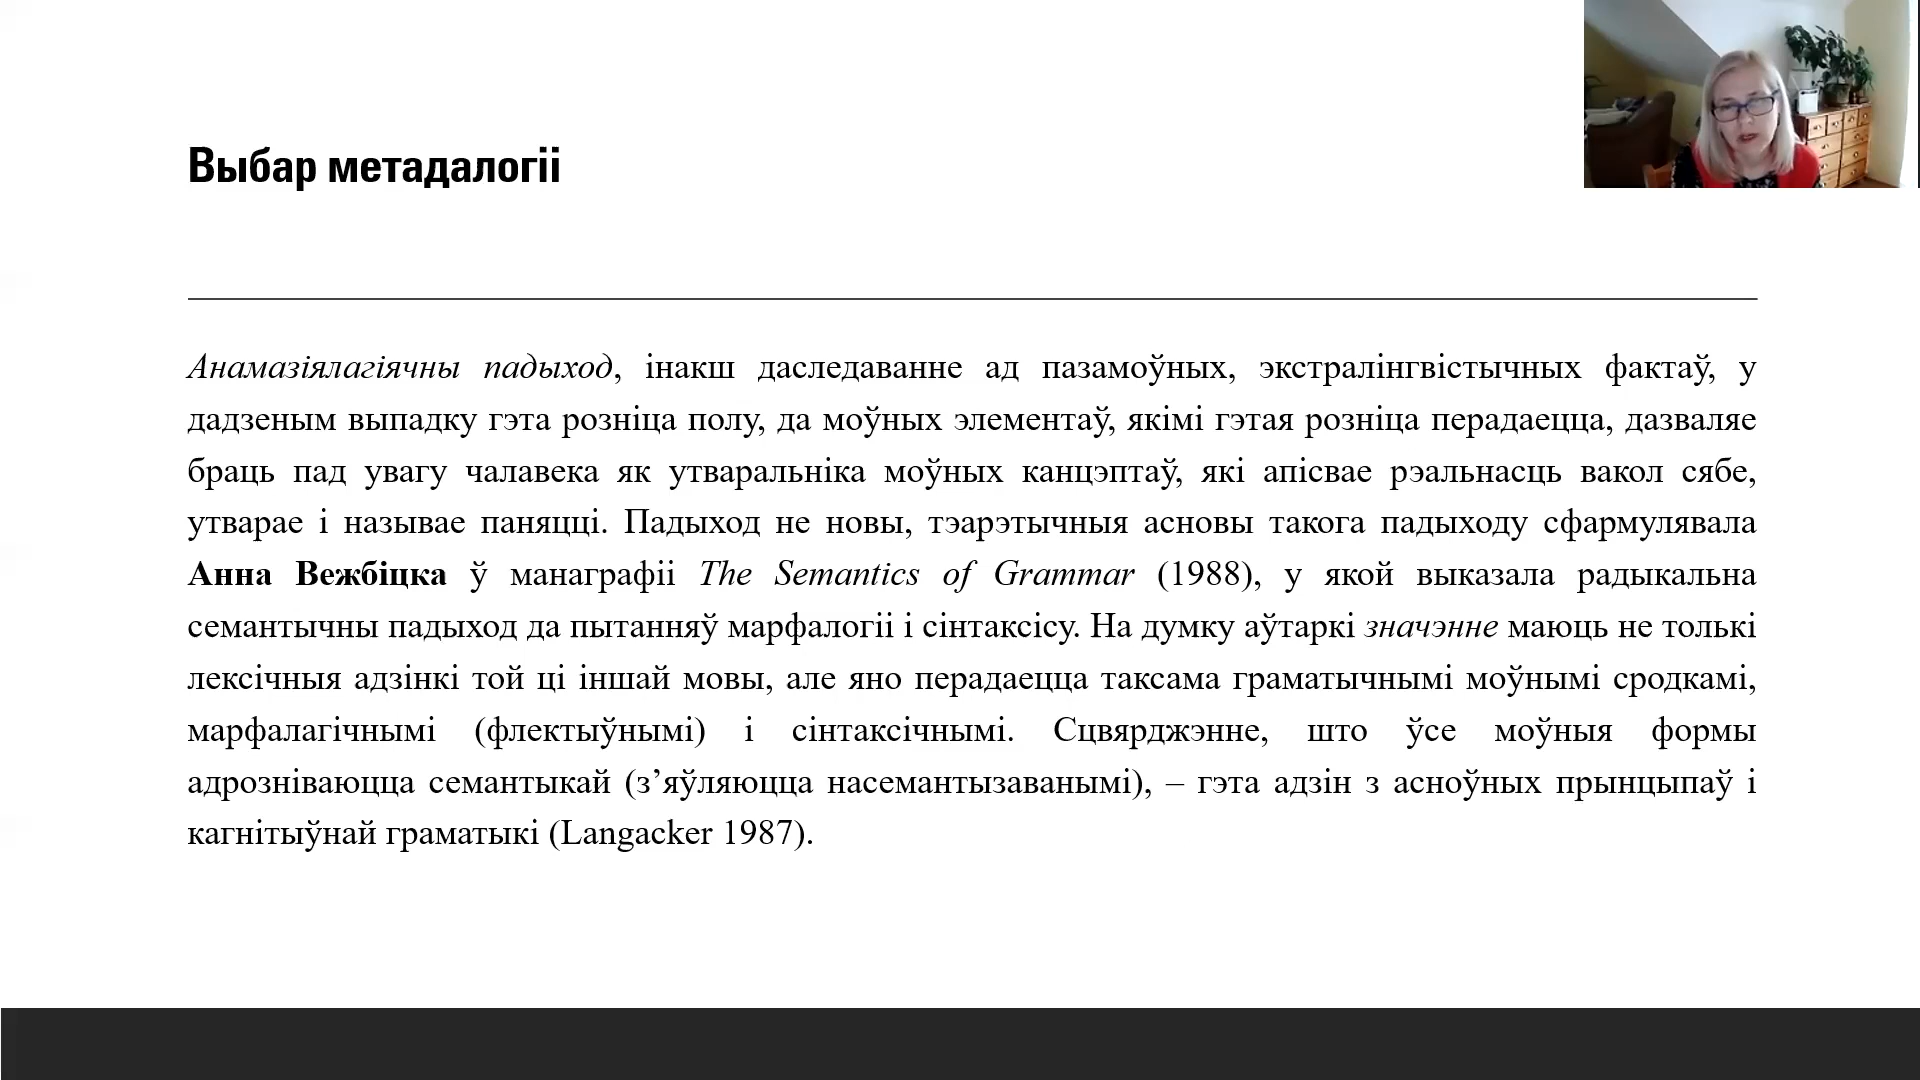 Выбар метадалогіі
Анамазіялагіячны падыход, інакш даследаванне ад пазамоўных, экстралінгвістычных фактаў, у
дадзеным выпадку гэта розніца полу, да моўных элементаў, якімі гэтая розніца перадаецца, дазваляе
браць пад увагу чалавека як утваральніка моўных канцэптаў, які апісвае рэальнасць вакол сябе,
утварае і называе паняцці. Падыход не новы, тэарэтычныя асновы такога падыходу сфармулявала
Анна Вежбіцка ў манаграфіі The Semantics of Grammar (1988), у якой выказала радыкальна
семантычны падыход да пытанняў марфалогіі і сінтаксісу. На думку аўтаркі значэнне маюць не толькі
лексічныя адзінкі той ці іншай мовы, але яно перадаецца таксама граматычнымі моўнымі сродкамі,
марфалагічнымі (флектыўнымі) і сінтаксічнымі. Сцвярджэнне, што ўсе моўныя формы
адрозніваюцца семантыкай (з’яўляюцца насемантызаванымі), – гэта адзін з асноўных прынцыпаў і
кагнітыўнай граматыкі (Langacker 1987).